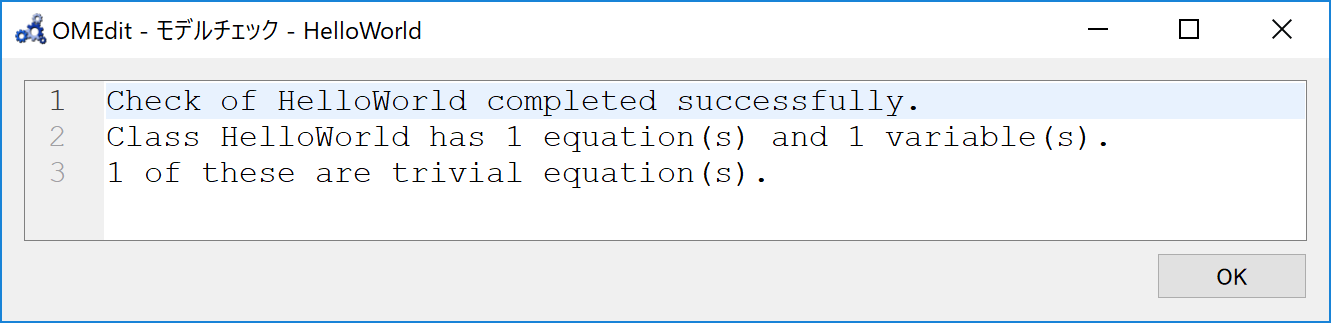 OMEdit - モデルチェック - HelloWorld
1 Check of HelloWorld completed successfully.
2 Class HelloWorld has 1 equation(s) and 1 variable(s).
3 1 of these are trivial equation(s).
OK